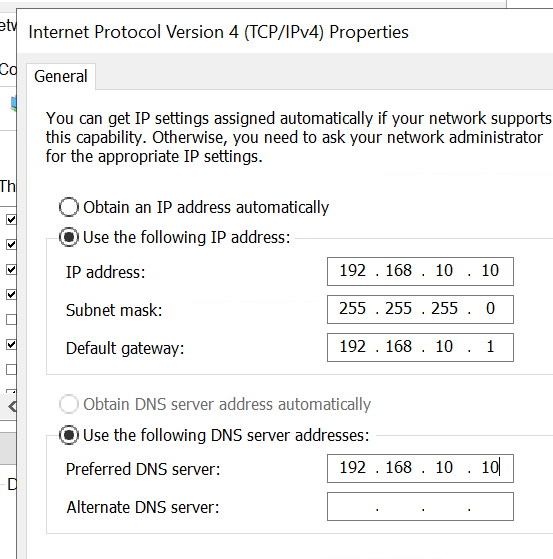 Internet Protocol Version 4 (TCP/IPv4) Properties
General
You can get IP settings assigned automatically if your network supports
this capability. Otherwise, you need to ask your network administrator
for the appropriate IP settings.
Obtain an IP address automatically
Use the following IP address:
IP address: 192 . 168 . 10 . 10
Subnet mask: 255 . 255 . 255 . 0
Default gateway: 192 . 168 . 10 . 1
Obtain DNS server address automatically
Use the following DNS server addresses:
Preferred DNS server: 192 . 168 . 10 . 10
Alternate DNS server: . . .